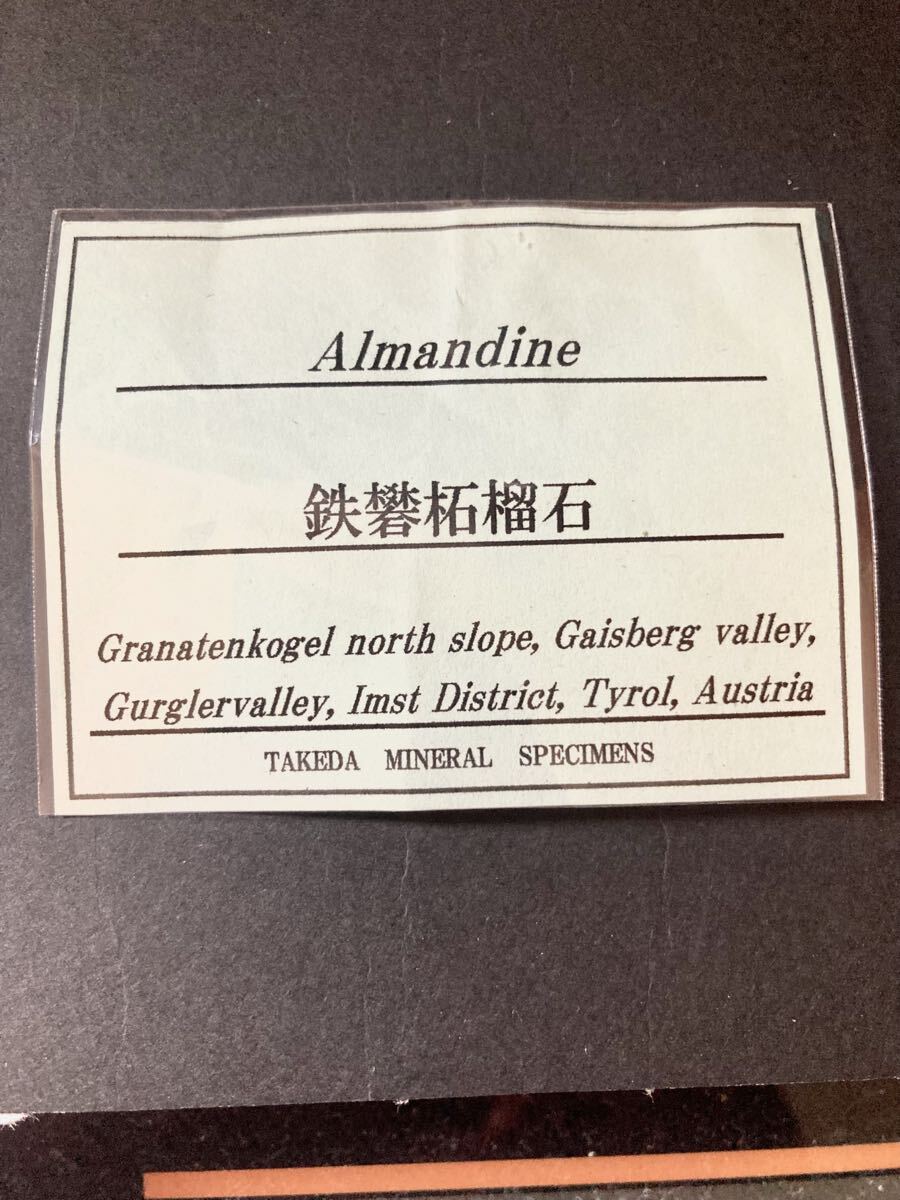 Almandine
鉄礬柘榴石
Granatenkogel north slope, Gaisberg valley,
Gurglervalley, Imst District, Tyrol, Austria
TAKEDA MINERAL SPECIMENS